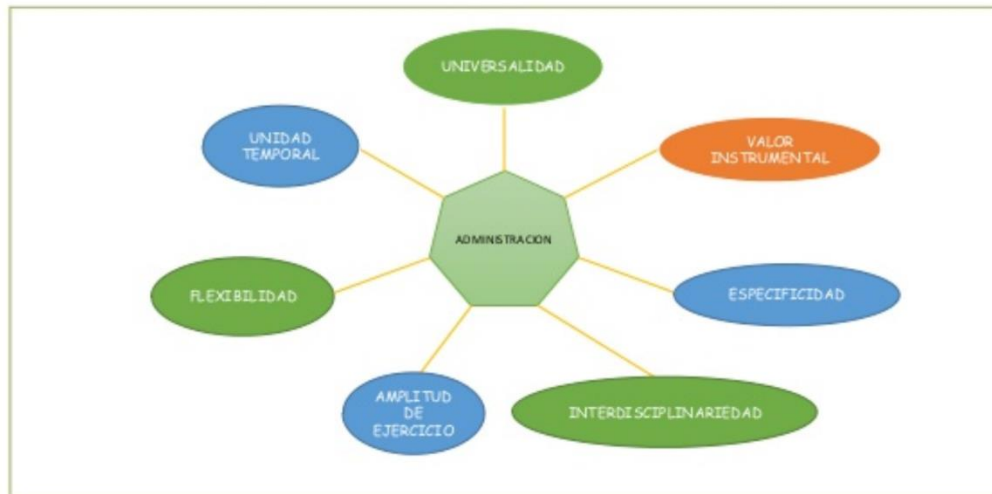 UNIVERSALIDAD
UNIDAD
TEMPORAL
VALOR
INSTRUMENTAL
ADMINISTRACION
FLEXIBILIDAD
ESPECIFICIDAD
AMPLITUD
DE
EJERCICIO
INTERDISCIPLINARIEDAD